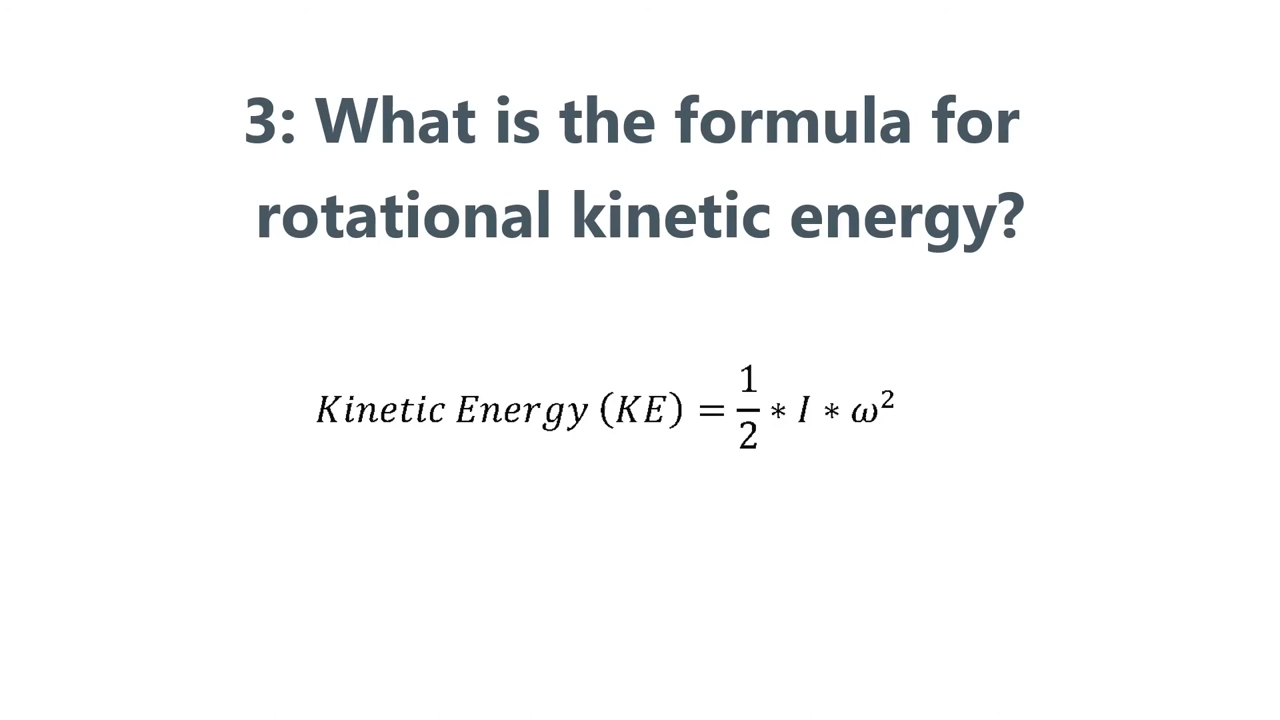 3: What is the formula for
rotational kinetic energy?
Kinetic Energy (KE) = 1/2 * I * ω²